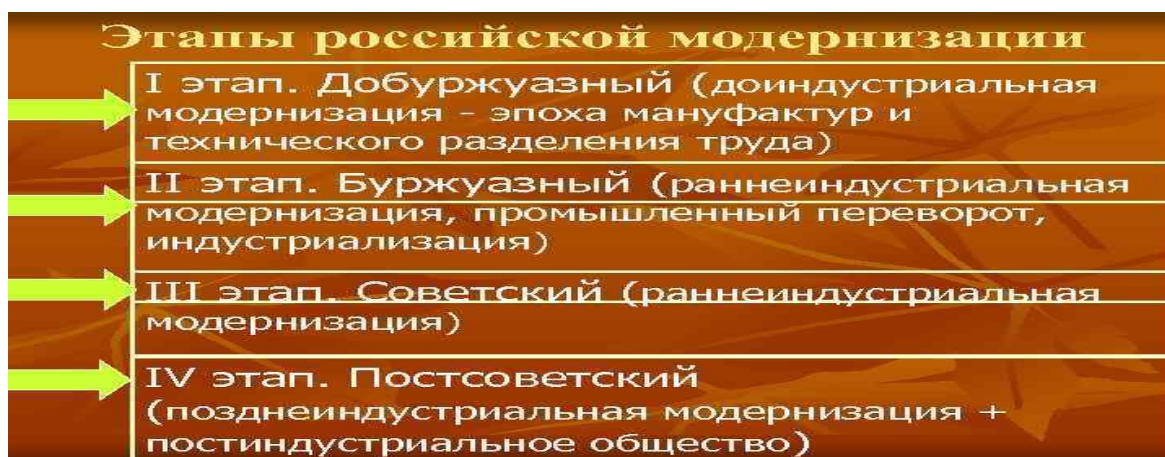 Этапы российской модернизации
I этап. Добуржуазный (доиндустриальная
модернизация - эпоха мануфактур и
технического разделения труда)
II этап. Буржуазный (раннеиндустриальная
модернизация, промышленный переворот,
индустриализация)
III этап. Советский (раннеиндустриальная
модернизация)
IV этап. Постсоветский
(позднеиндустриальная модернизация +
постиндустриальное общество)